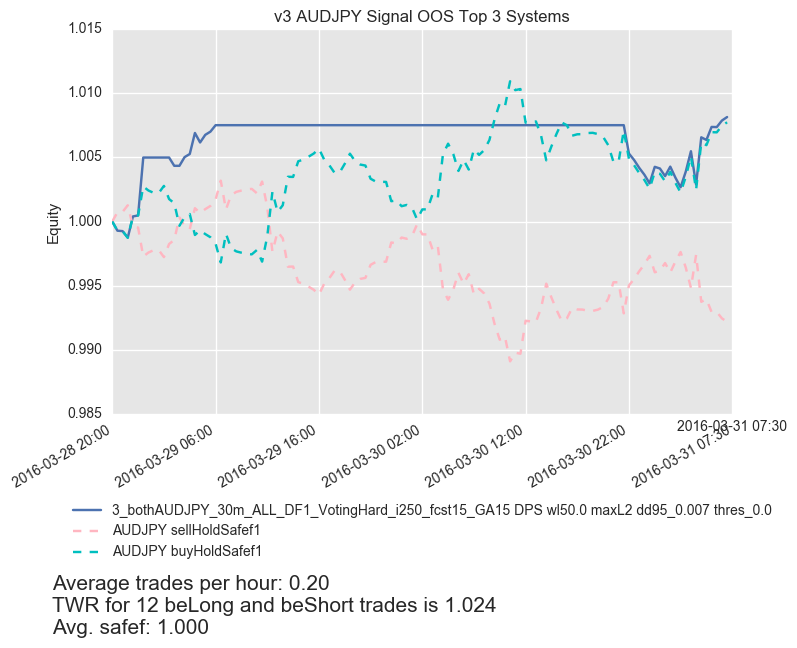 v3 AUDJPY Signal OOS Top 3 Systems
1.015
1.010
1.005
1.000
0.995
0.990
0.985
Equity
2016-03-28 20:00
2016-03-29 06:00
2016-03-29 16:00
2016-03-30 02:00
2016-03-30 12:00
2016-03-30 22:00
2016-03-31 07:30
2016-03-31 07:30
3_bothAUDJPY_30m_ALL_DF1_VotingHard_i250_fcst15_GA15 DPS wl50.0 maxL2 dd95_0.007 thres_0.0
AUDJPY sellHoldSafef1
AUDJPY buyHoldSafef1
Average trades per hour: 0.20
TWR for 12 beLong and beShort trades is 1.024
Avg. safef: 1.000